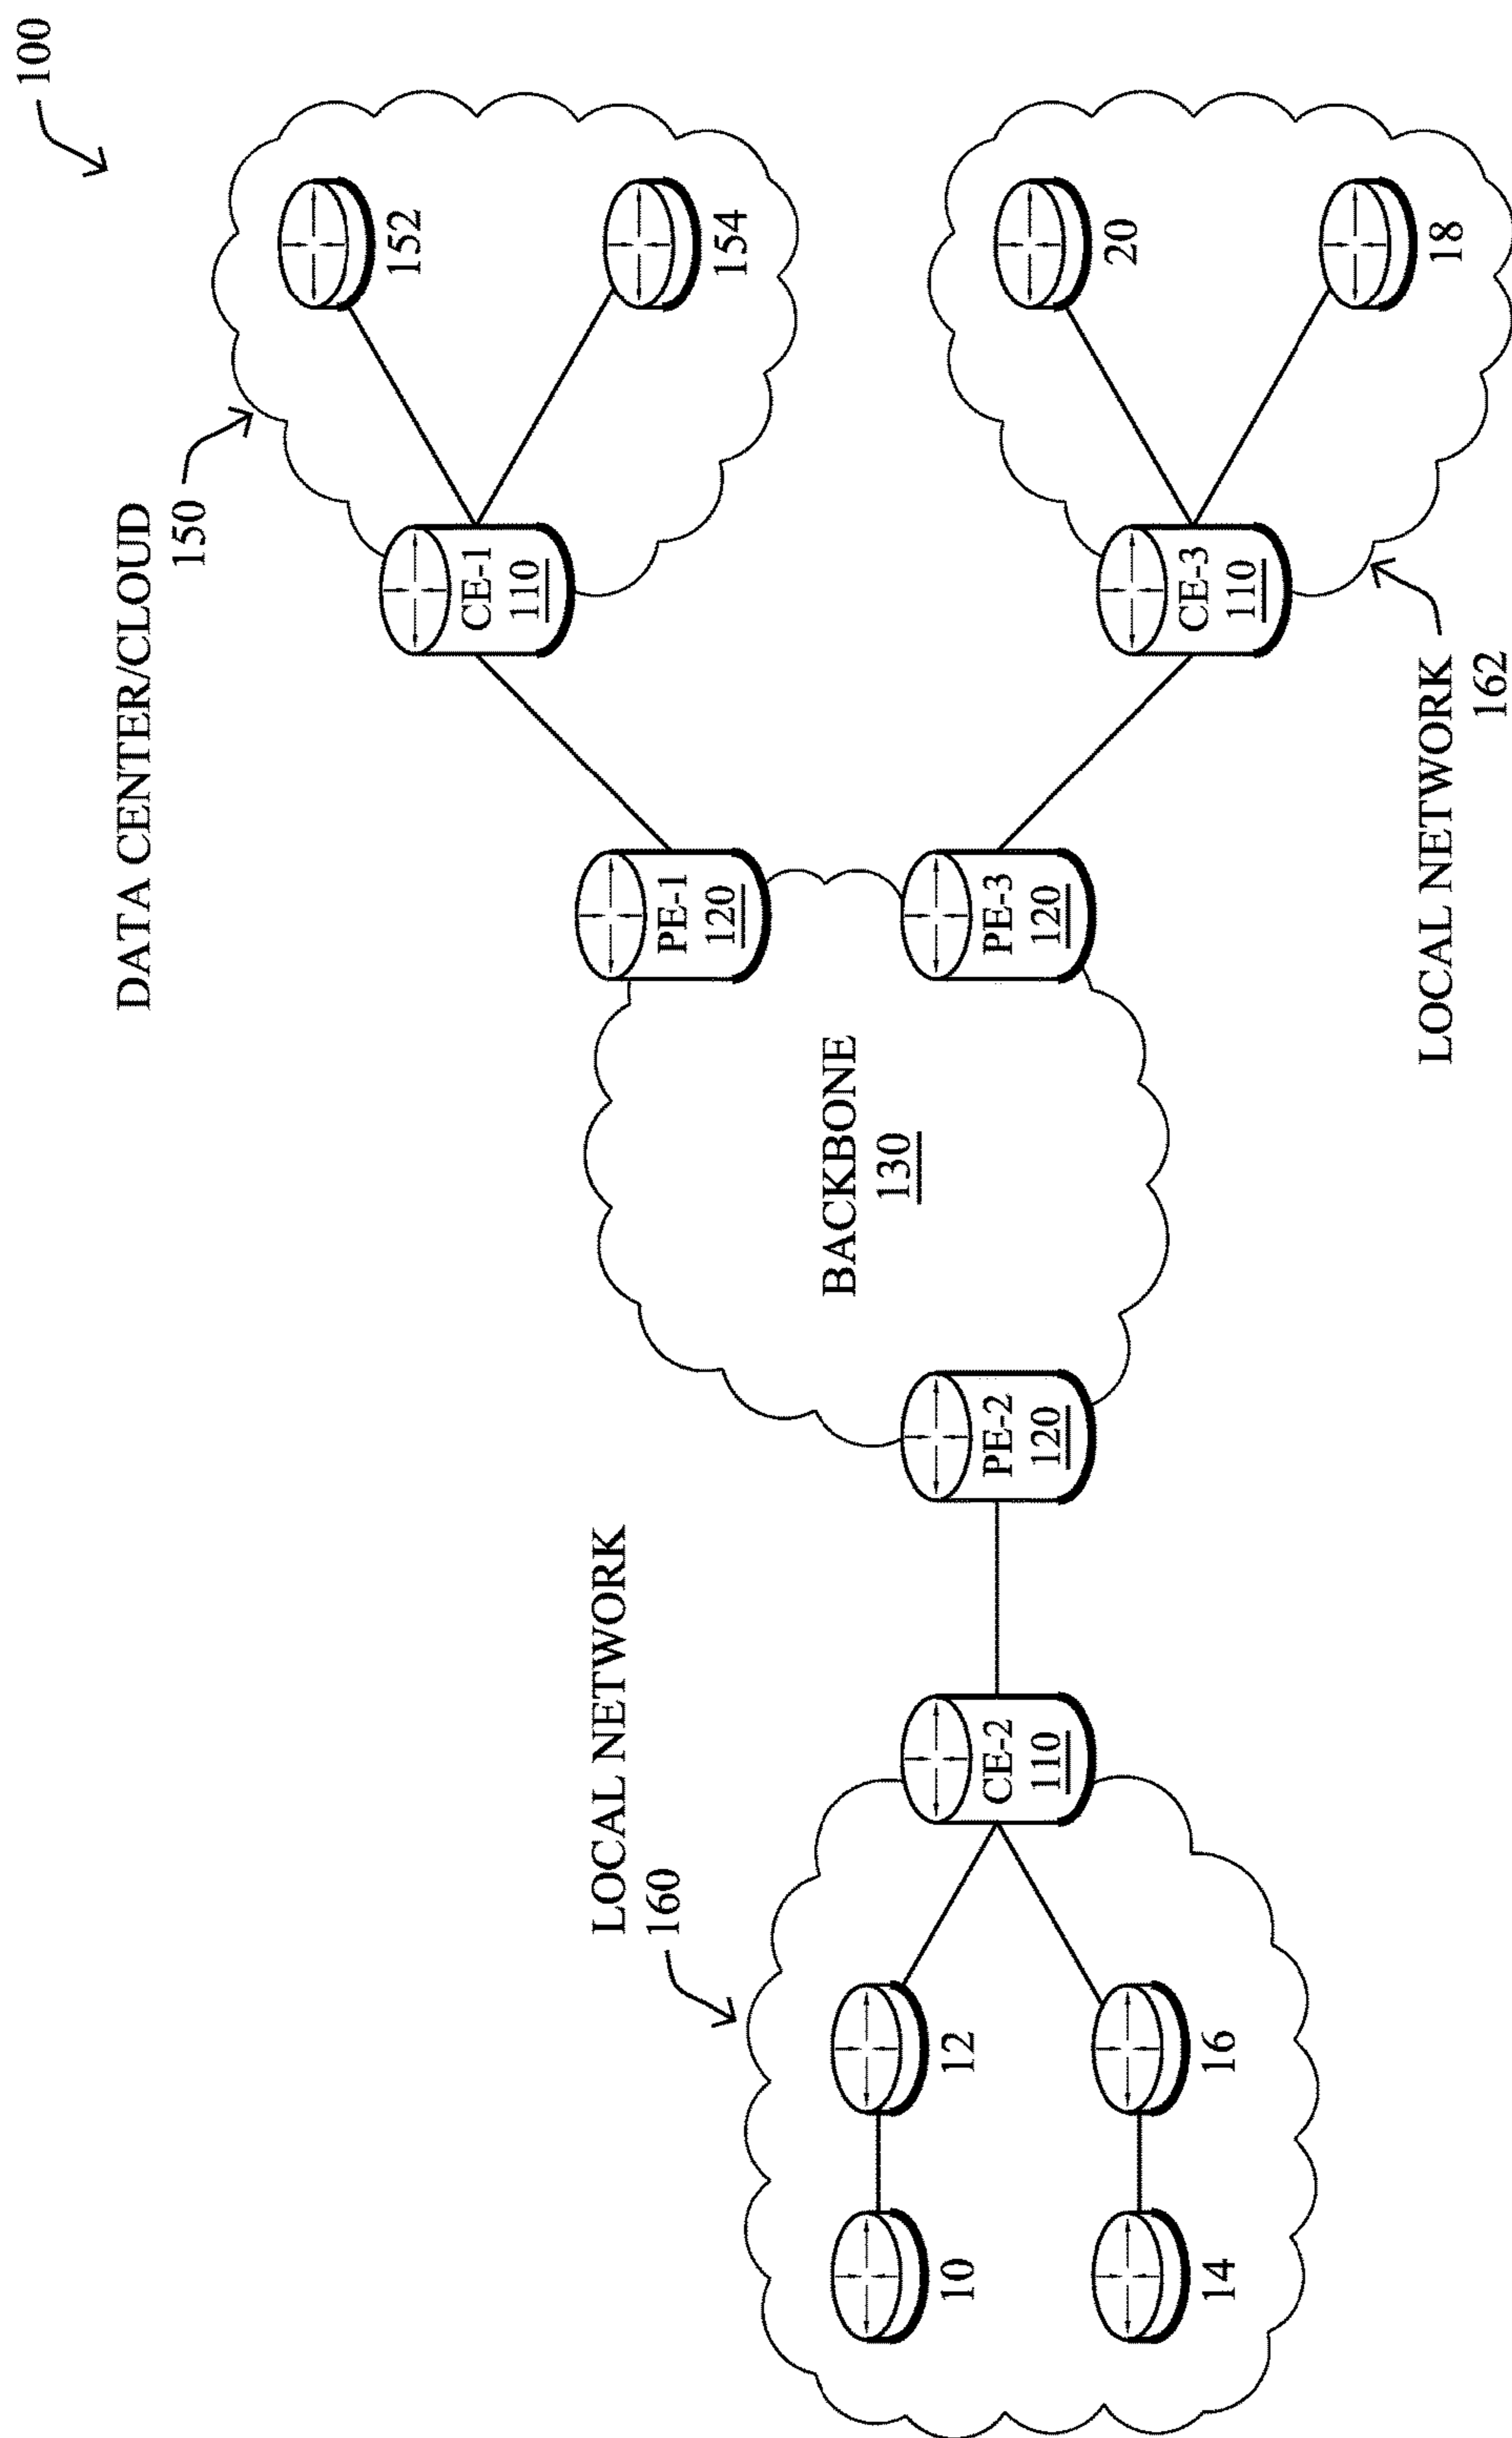 100
DATA CENTER/CLOUD
150
152
CE-1
110
154
PE-1
120
LOCAL NETWORK
160
BACKBONE
130
10
12
CE-2
110
PE-2
120
PE-3
120
CE-3
110
20
14
16
18
LOCAL NETWORK
162